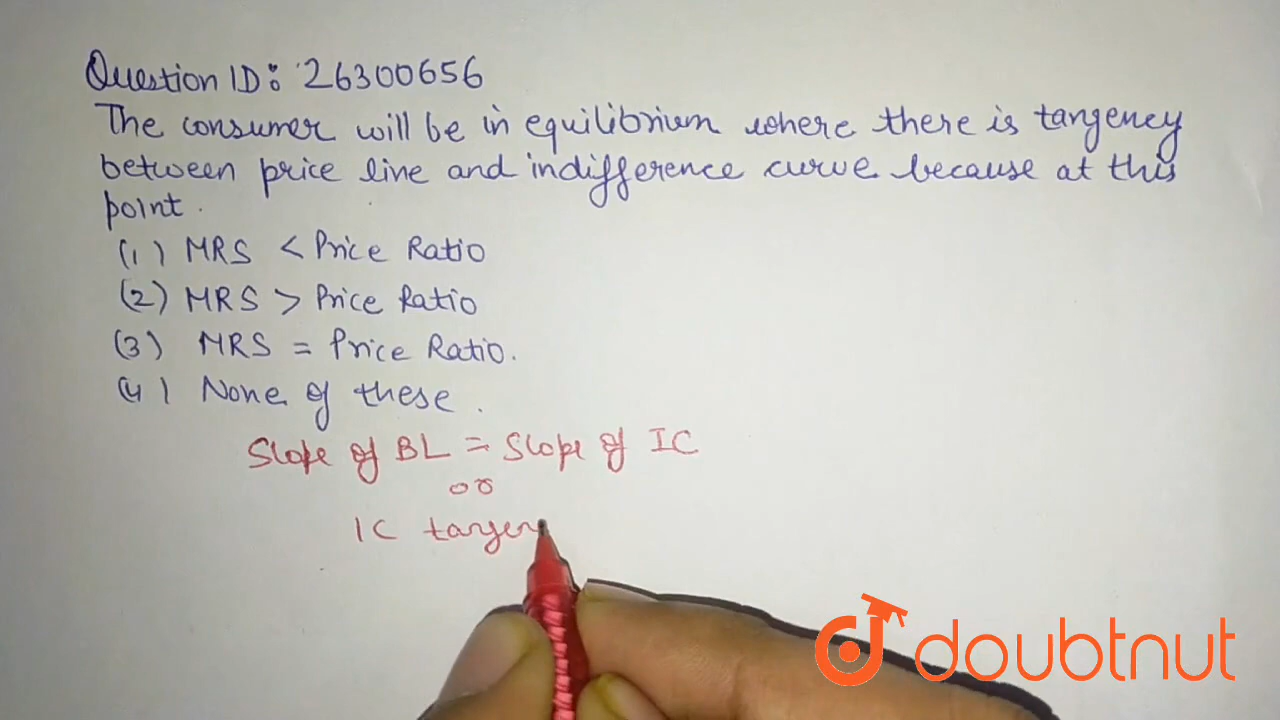 Question ID: 26300656
The consumer will be in equilibrium where there is tangency
between price line and indifference curve because at this
point.
(1) MRS < Price Ratio
(2) MRS > Price Ratio
(3) MRS = Price Ratio.
(4) None of these.
Slope of BL = Slope of IC
or
IC tangen
doubtnut